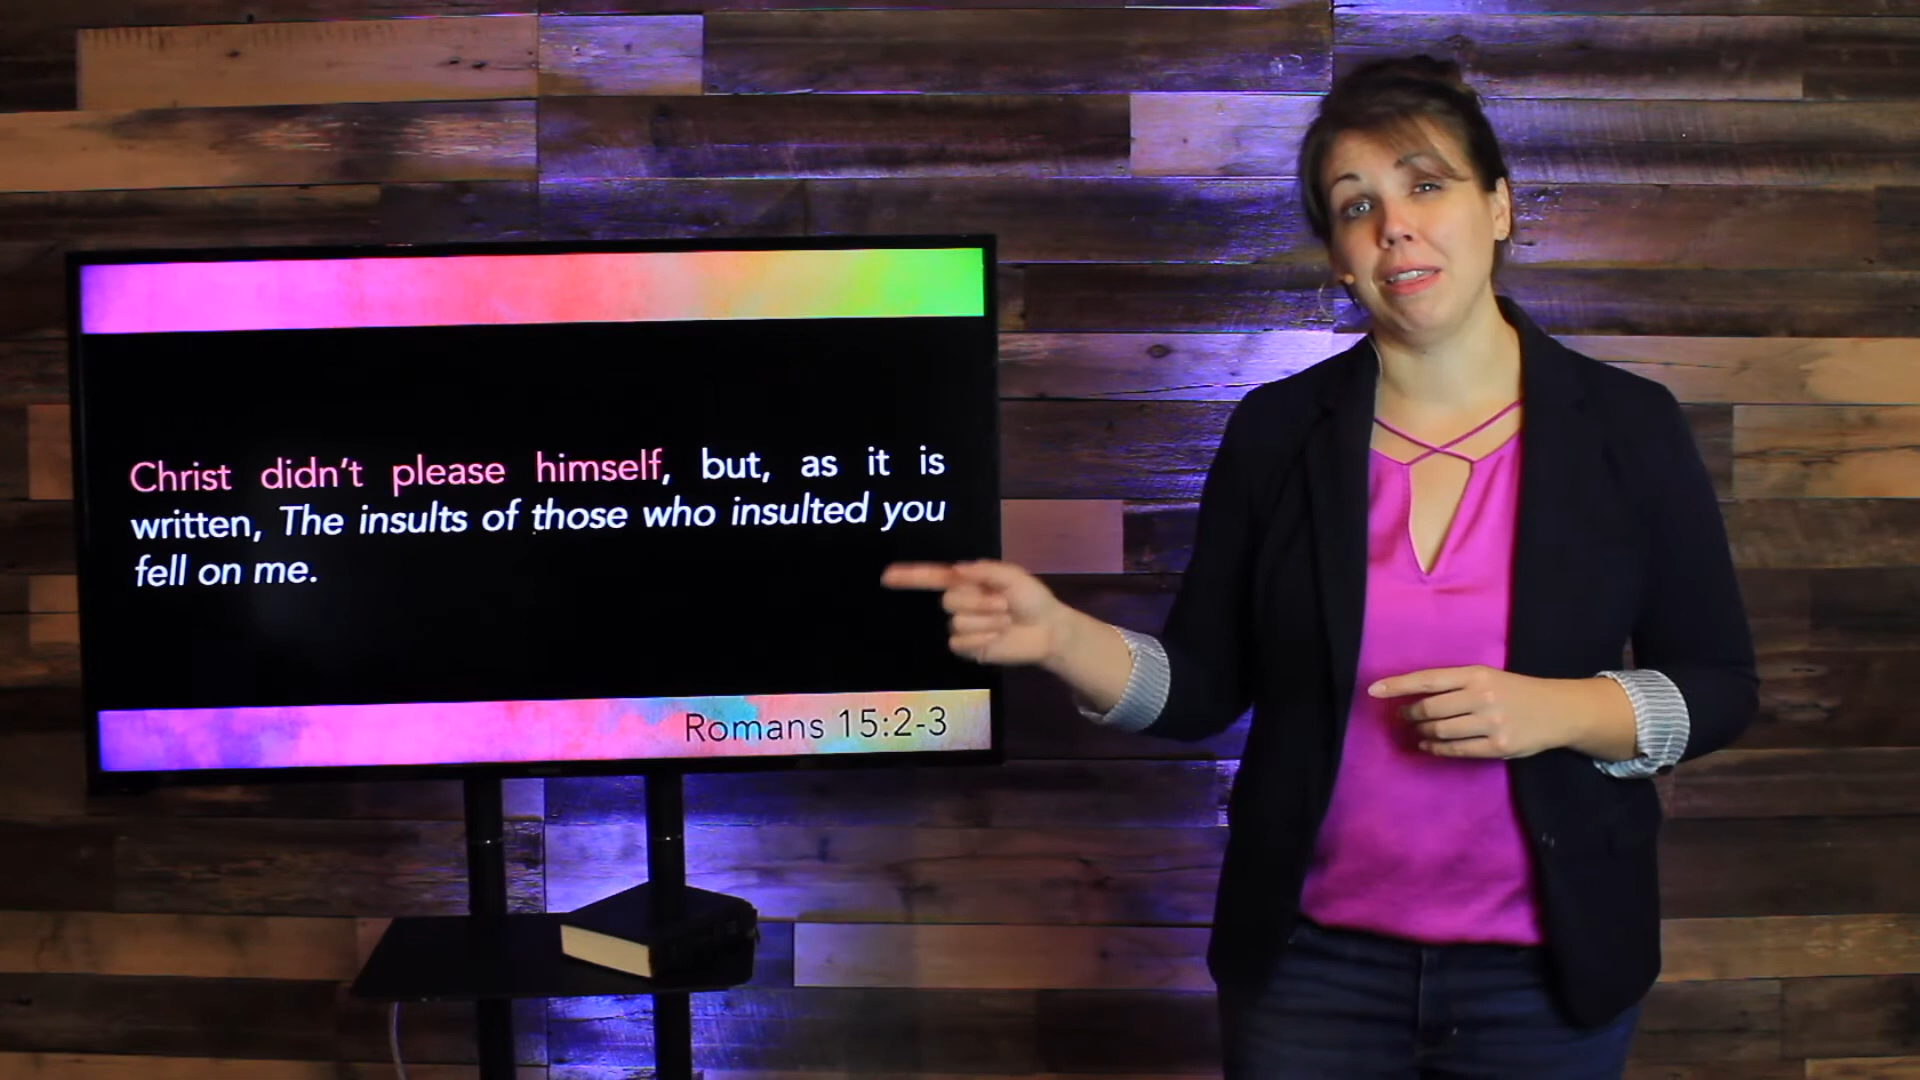 Christ didn't please himself, but, as it is
written, The insults of those who insulted you
fell on me.
Romans 15:2-3